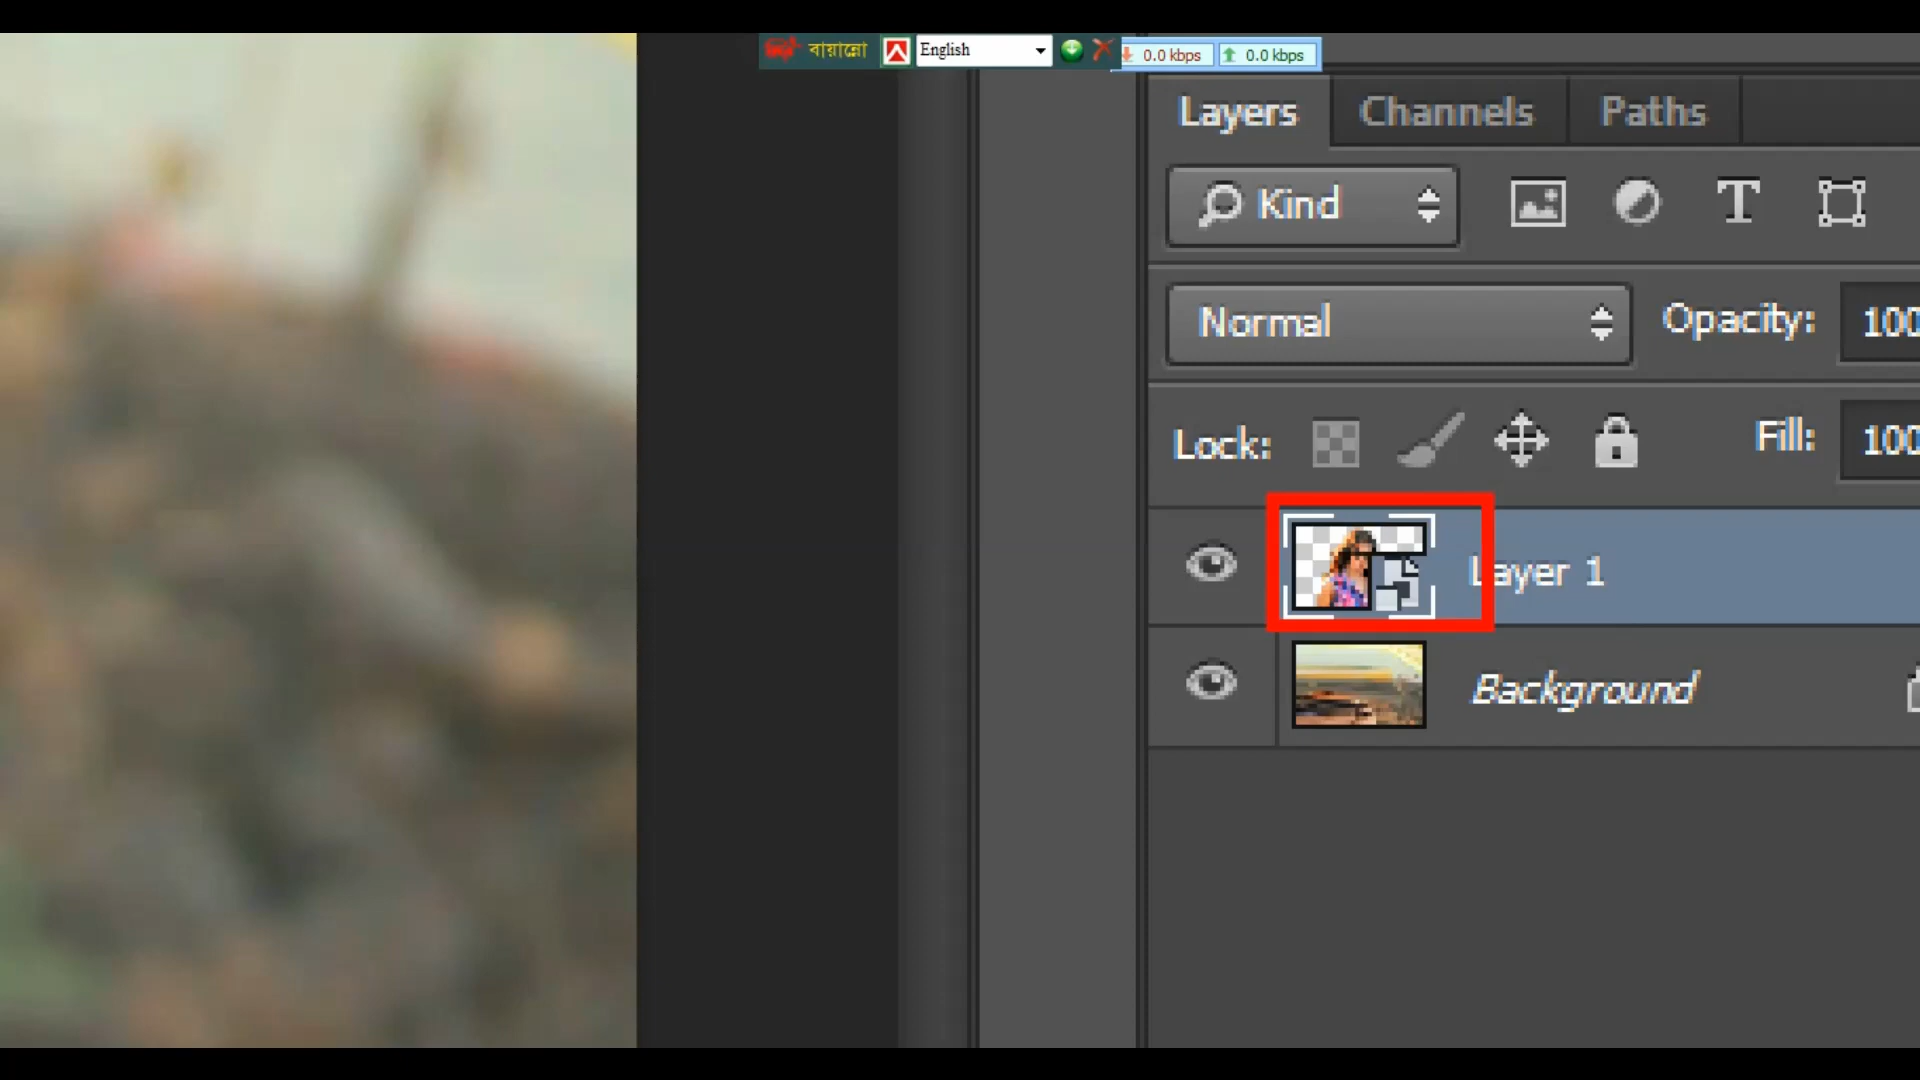 বায়ান্নো English 0.0 kbps 0.0 kbps
Layers Channels Paths
Kind
Normal Opacity: 100
Lock: Fill: 100
Layer 1
Background